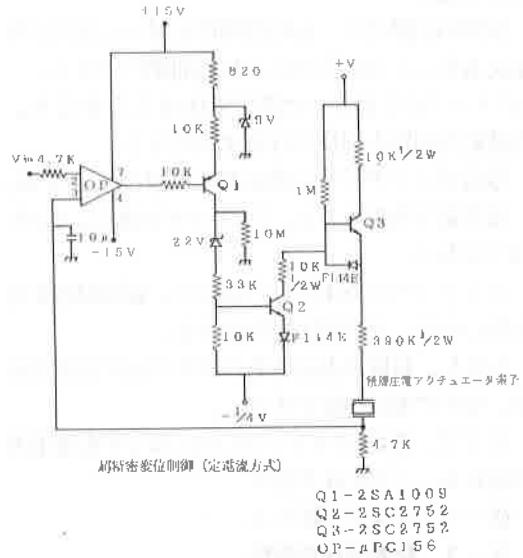 +15V
820
+V
9V
10K
10K 1/2W
Vin 4.7K
7
OP
10K
Q1
4
1M
Q3
10μ
-15V
22V
10M
10K
1/2W
F114E
33K
Q2
10K
F114E
390K 1/2W
積層圧電アクチュエータ素子
-1/4V
4.7K
超精密変位制御 (定電流方式)
Q1-2SA1009
Q2-2SC2752
Q3-2SC2752
OP-μPC156